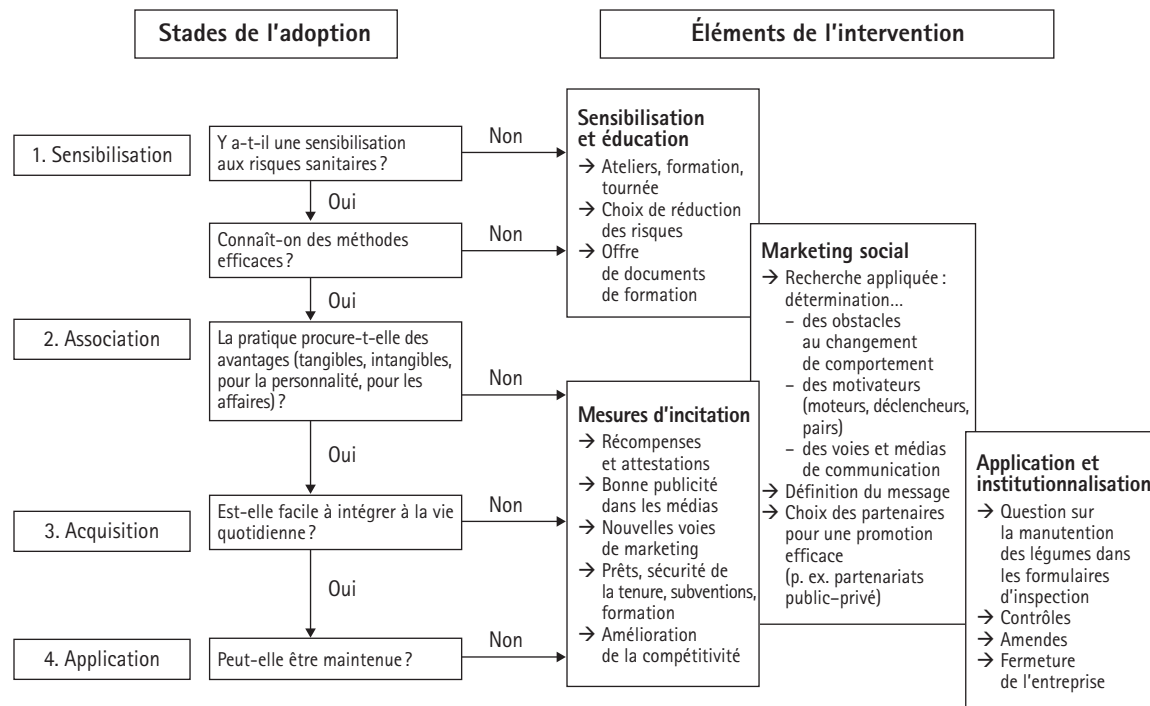 Stades de l'adoption
Éléments de l'intervention
1. Sensibilisation
Y a-t-il une sensibilisation
aux risques sanitaires ?
Non
Oui
Connaît-on des méthodes
efficaces ?
Non
Oui
2. Association
La pratique procure-t-elle des
avantages (tangibles, intangibles,
pour la personnalité, pour les
affaires) ?
Non
Oui
3. Acquisition
Est-elle facile à intégrer à la vie
quotidienne ?
Non
Oui
4. Application
Peut-elle être maintenue ?
Non
Sensibilisation
et éducation
→ Ateliers, formation,
tournée
→ Choix de réduction
des risques
→ Offre
de documents
de formation
Mesures d'incitation
→ Récompenses
et attestations
→ Bonne publicité
dans les médias
→ Nouvelles voies
de marketing
→ Prêts, sécurité de
la tenure, subventions,
formation
→ Amélioration
de la compétitivité
Marketing social
→ Recherche appliquée :
détermination...
– des obstacles
au changement
de comportement
– des motivateurs
(moteurs, déclencheurs,
pairs)
– des voies et médias
de communication
→ Définition du message
→ Choix des partenaires
pour une promotion
efficace
(p. ex. partenariats
public–privé)
Application et
institutionnalisation
→ Question sur
la manutention
des légumes dans
les formulaires
d'inspection
→ Contrôles
→ Amendes
→ Fermeture
de l'entreprise